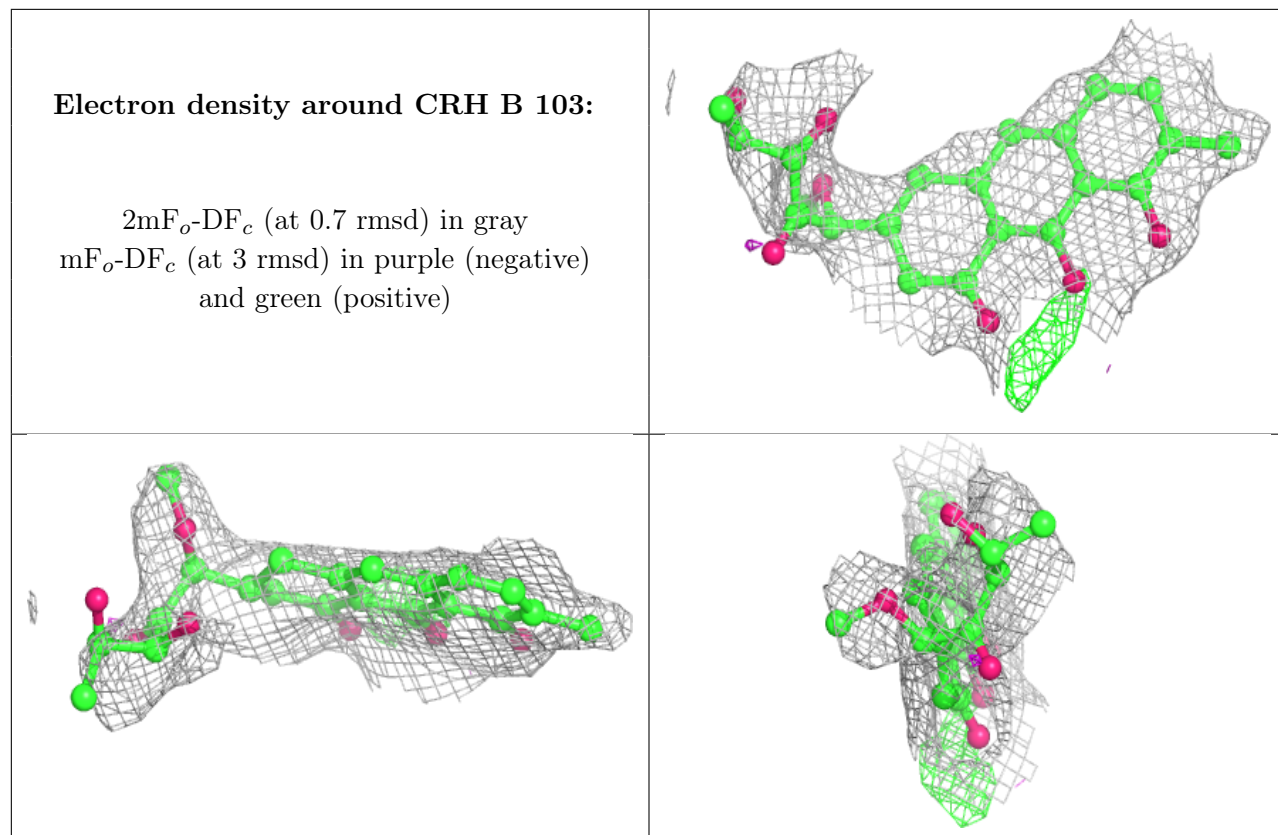 Electron density around CRH B 103:
2mFo-DFc (at 0.7 rmsd) in gray
mFo-DFc (at 3 rmsd) in purple (negative)
and green (positive)